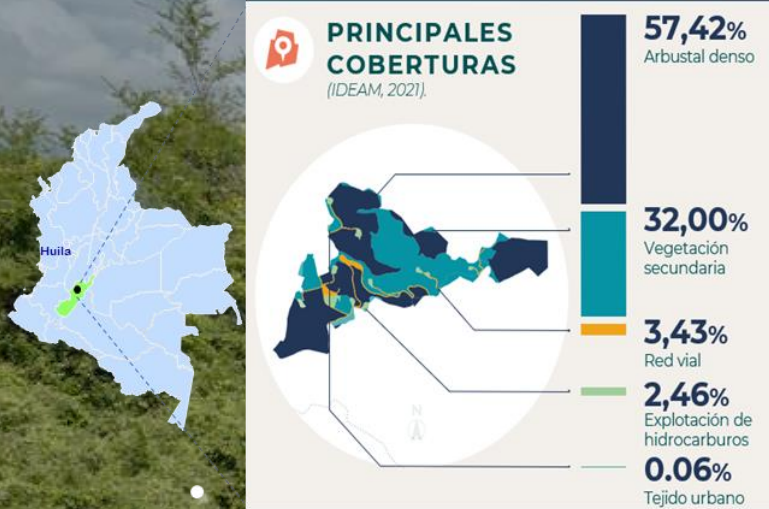 Huila
PRINCIPALES
COBERTURAS
(IDEAM, 2021).
57,42%
Arbustal denso
32,00%
Vegetación
secundaria
3,43%
Red vial
2,46%
Explotación de
hidrocarburos
0.06%
Tejido urbano
N